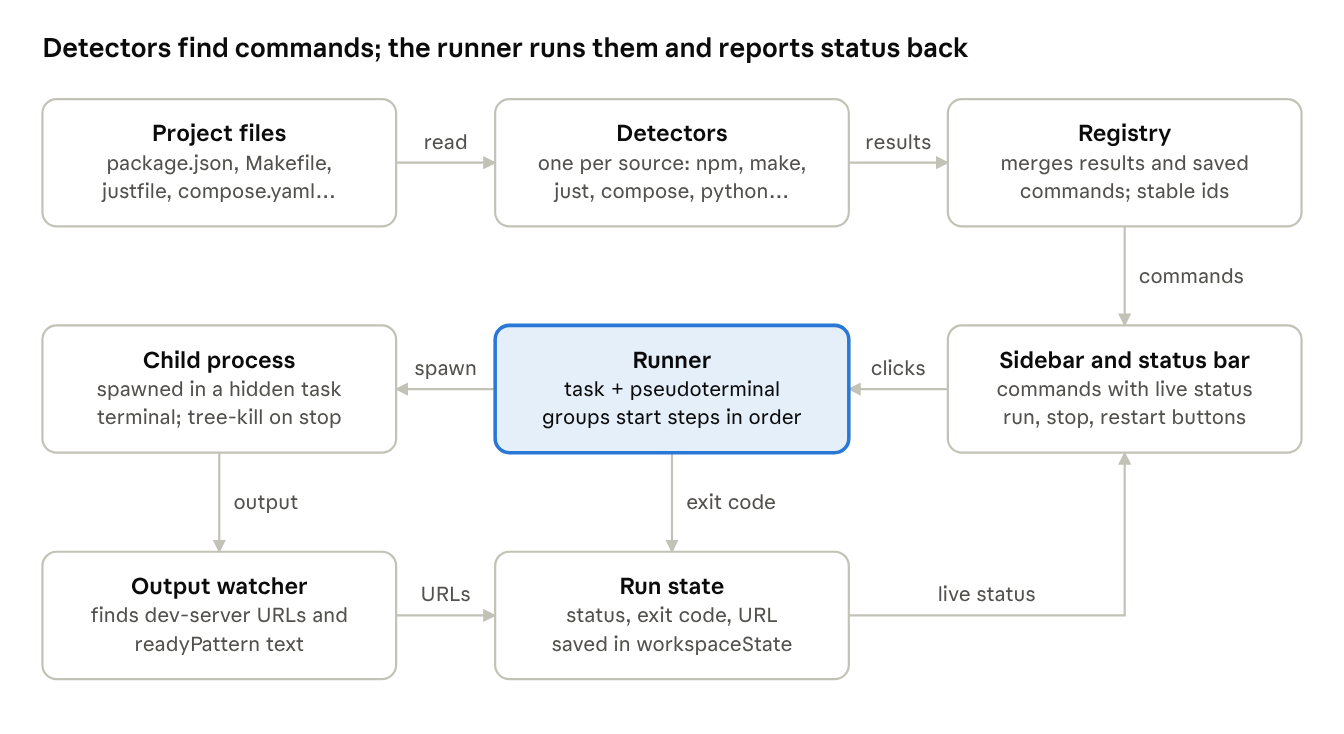 Detectors find commands; the runner runs them and reports status back
Project files
package.json, Makefile,
justfile, compose.yaml...
read
Detectors
one per source: npm, make,
just, compose, python...
results
Registry
merges results and saved
commands; stable ids
commands
Child process
spawned in a hidden task
terminal; tree-kill on stop
spawn
Runner
task + pseudoterminal
groups start steps in order
clicks
Sidebar and status bar
commands with live status
run, stop, restart buttons
output
exit code
Output watcher
finds dev-server URLs and
readyPattern text
URLs
Run state
status, exit code, URL
saved in workspaceState
live status